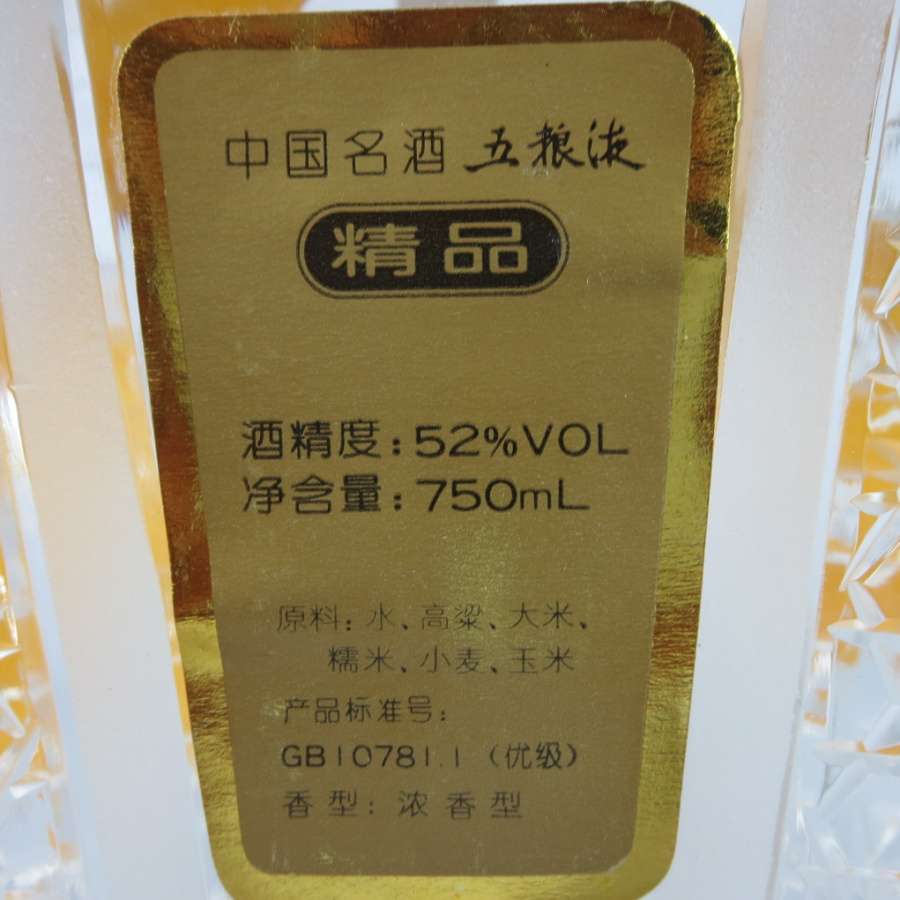 中国名酒 五粮液
精品
酒精度:52%VOL
净含量:750mL
原料:水、高粱、大米、
糯米、小麦、玉米
产品标准号:
GB10781.1(优级)
香型:浓香型